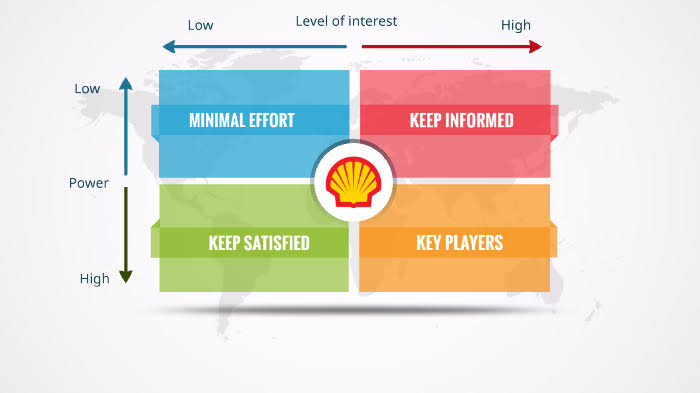 Low
Level of interest
High
Low
MINIMAL EFFORT
KEEP INFORMED
Power
KEEP SATISFIED
KEY PLAYERS
High